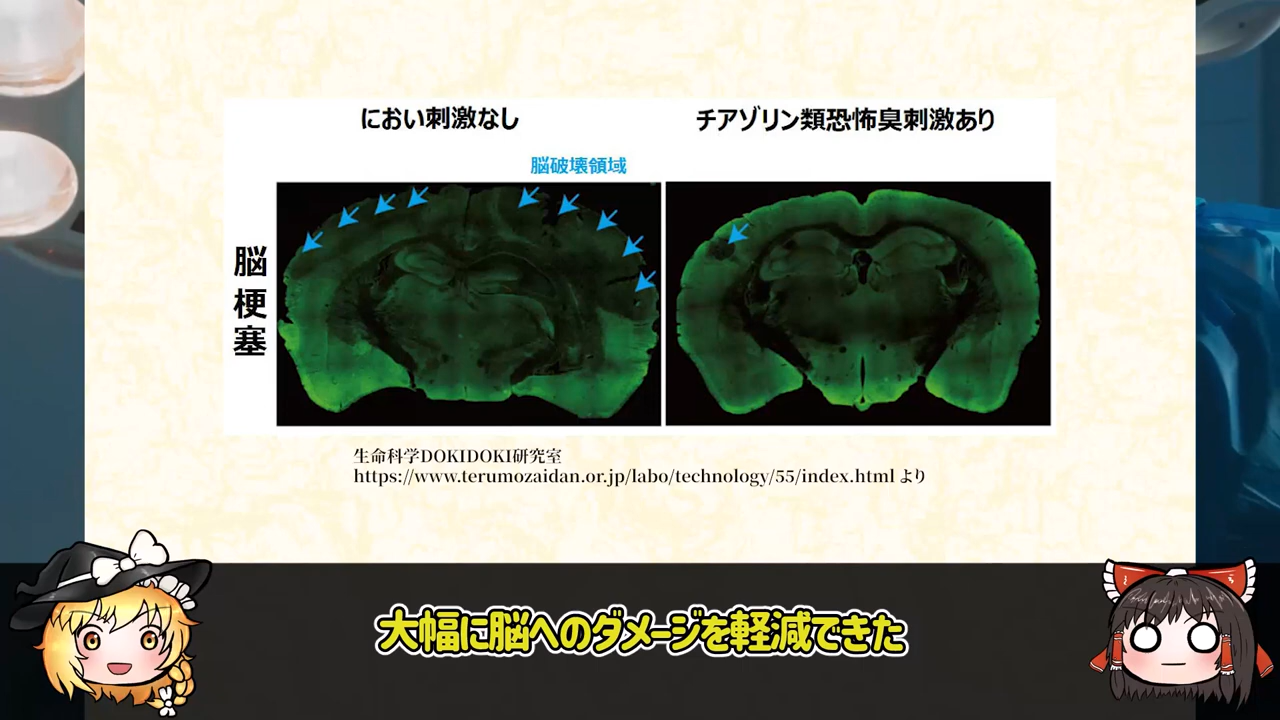 におい刺激なし
チアゾリン類恐怖臭刺激あり
脳破壊領域
脳梗塞
生命科学DOKIDOKI研究室
https://www.terumozaidan.or.jp/labo/technology/55/index.html より
大幅に脳へのダメージを軽減できた